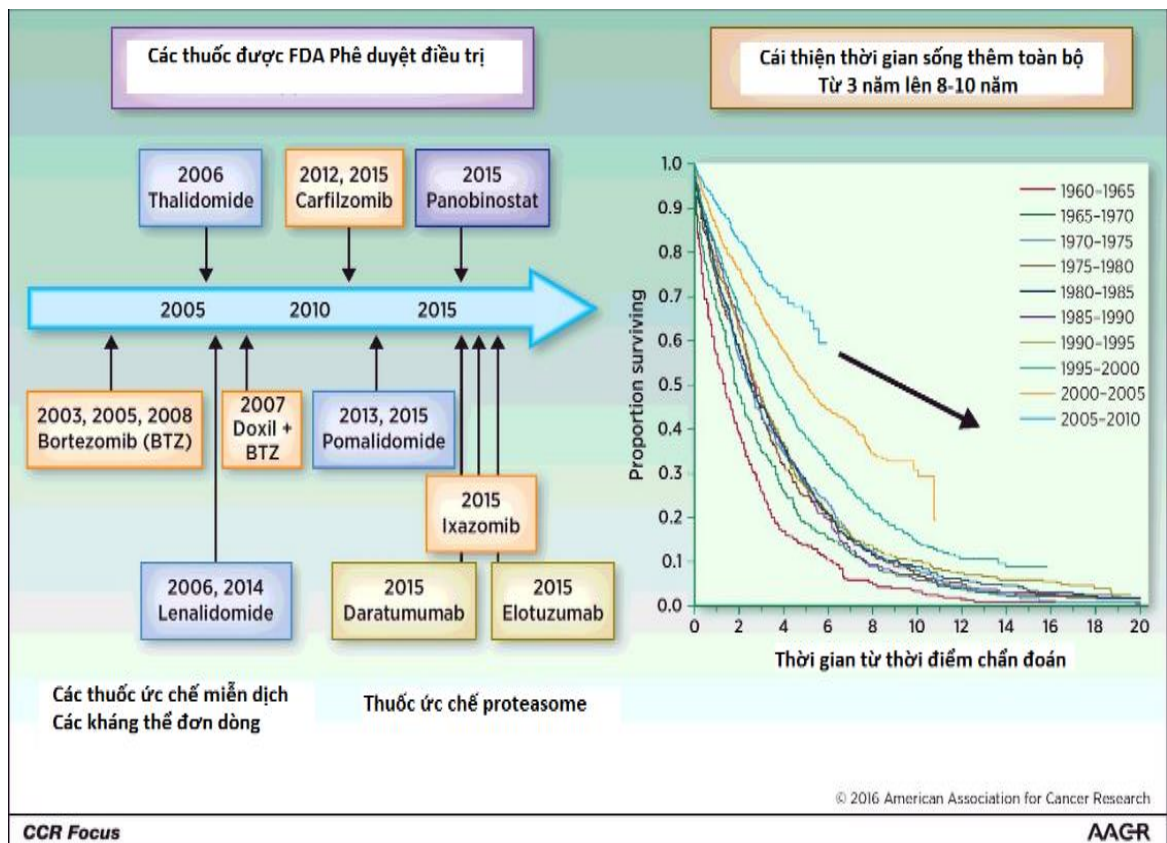 Các thuốc được FDA Phê duyệt điều trị
Cái thiện thời gian sống thêm toàn bộ
Từ 3 năm lên 8-10 năm
2006
Thalidomide
2012, 2015
Carfilzomib
2015
Panobinostat
2005
2010
2015
2003, 2005, 2008
Bortezomib (BTZ)
2007
Doxil +
BTZ
2013, 2015
Pomalidomide
2015
Ixazomib
2006, 2014
Lenalidomide
2015
Daratumumab
2015
Elotuzumab
Các thuốc ức chế miễn dịch
Các kháng thể đơn dòng
Thuốc ức chế proteasome
Proportion surviving
1.0
0.9
0.8
0.7
0.6
0.5
0.4
0.3
0.2
0.1
0.0
0 2 4 6 8 10 12 14 16 18 20
Thời gian từ thời điểm chẩn đoán
1960–1965
1965–1970
1970–1975
1975–1980
1980–1985
1985–1990
1990–1995
1995–2000
2000–2005
2005–2010
© 2016 American Association for Cancer Research
CCR Focus
AACR